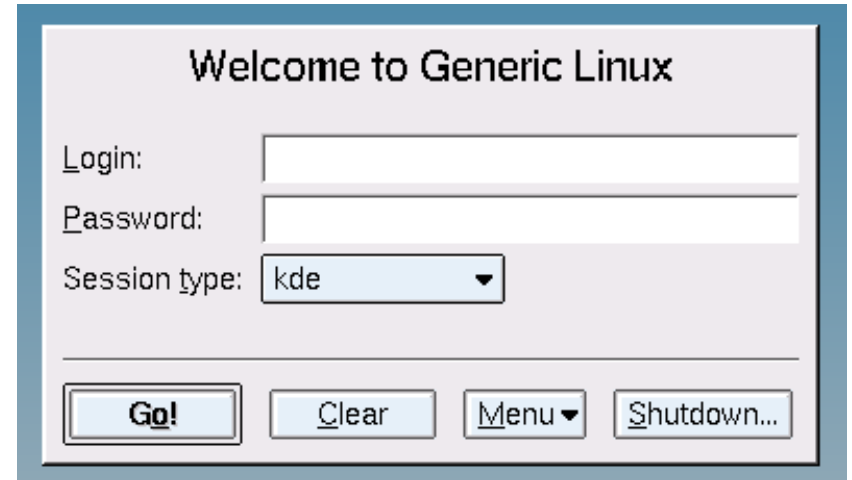 Welcome to Generic Linux
Login:
Password:
Session type: kde
Go! Clear Menu Shutdown...